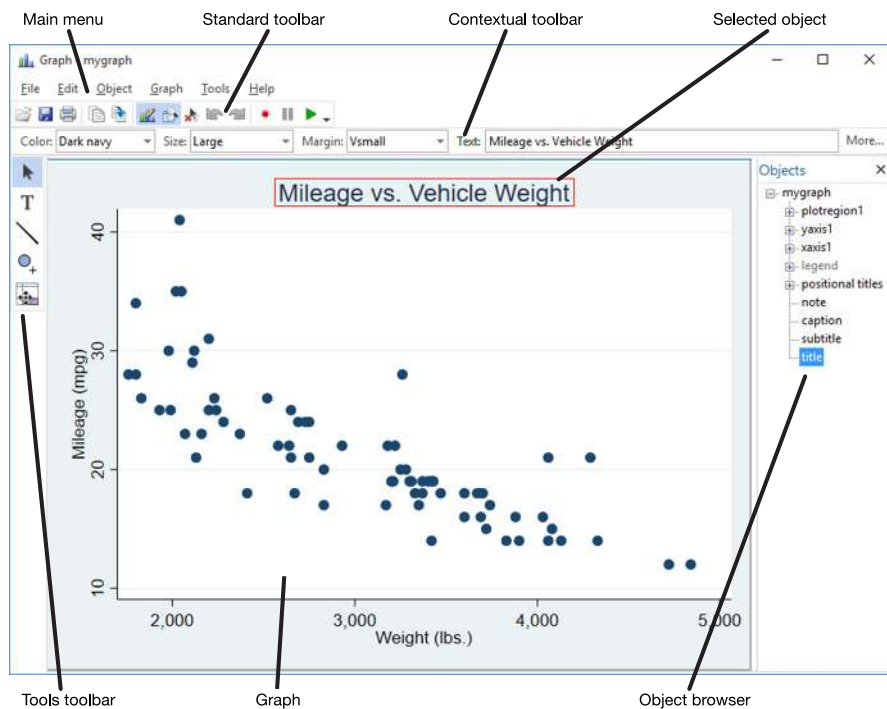 Main menu
Standard toolbar
Contextual toolbar
Selected object
Graph - mygraph
File Edit Object Graph Tools Help
Color: Dark navy Size: Large Margin: Vsmall Text: Mileage vs. Vehicle Weight More...
Objects
mygraph
plotregion1
yaxis1
xaxis1
legend
positional titles
note
caption
subtitle
title
T
Mileage vs. Vehicle Weight
Mileage (mpg)
40
30
20
10
2,000 3,000 4,000 5,000
Weight (lbs.)
Tools toolbar
Graph
Object browser